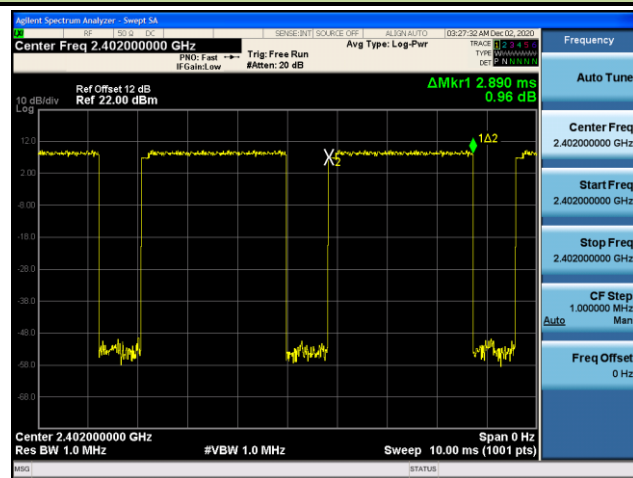 Agilent Spectrum Analyzer - Swept SA
RF 50 Ω DC SENSE:INT SOURCE OFF ALIGN AUTO 03:27:32 AM Dec 02, 2020
Center Freq 2.402000000 GHz
PNO: Fast
IFGain:Low
Trig: Free Run
#Atten: 20 dB
Avg Type: Log-Pwr
TRACE 1 2 3 4 5 6
TYPE
DET P N N N N N
ΔMkr1 2.890 ms
0.96 dB
Ref Offset 12 dB
10 dB/div Ref 22.00 dBm
Log
12.0
2.00
-8.00
-18.0
-28.0
-38.0
-48.0
-58.0
-68.0
1Δ2
2
Center 2.402000000 GHz Span 0 Hz
Res BW 1.0 MHz #VBW 1.0 MHz Sweep 10.00 ms (1001 pts)
MSG STATUS
Frequency
Auto Tune
Center Freq
2.402000000 GHz
Start Freq
2.402000000 GHz
Stop Freq
2.402000000 GHz
CF Step
1.000000 MHz
Auto Man
Freq Offset
0 Hz